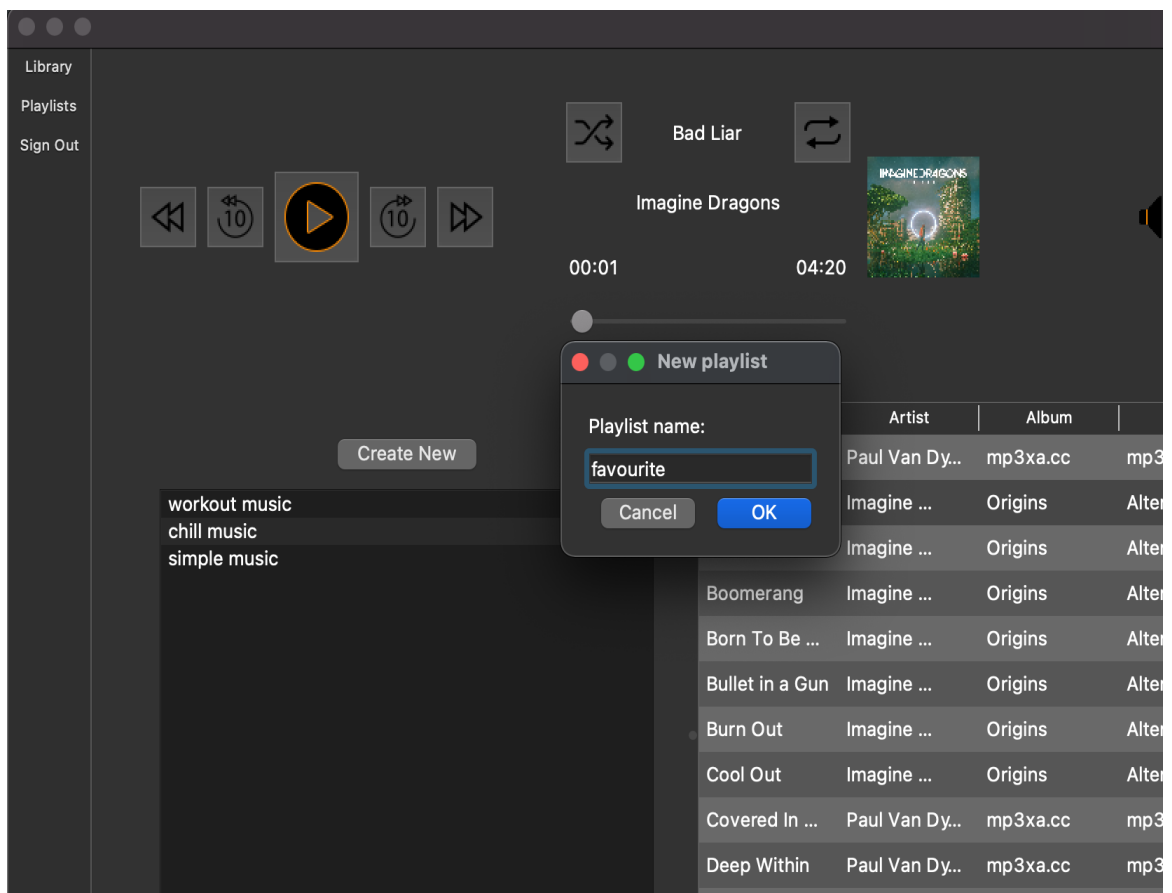 Library
Playlists
Sign Out
Bad Liar
Imagine Dragons
IMAGINE DRAGONS
10
10
00:01
04:20
New playlist
Playlist name:
favourite
Cancel
OK
Create New
workout music
chill music
simple music
Artist Album
Paul Van Dy... mp3xa.cc mp3
Imagine ... Origins Alter
Imagine ... Origins Alter
Boomerang Imagine ... Origins Alter
Born To Be ... Imagine ... Origins Alter
Bullet in a Gun Imagine ... Origins Alter
Burn Out Imagine ... Origins Alter
Cool Out Imagine ... Origins Alter
Covered In ... Paul Van Dy... mp3xa.cc mp3
Deep Within Paul Van Dy... mp3xa.cc mp3